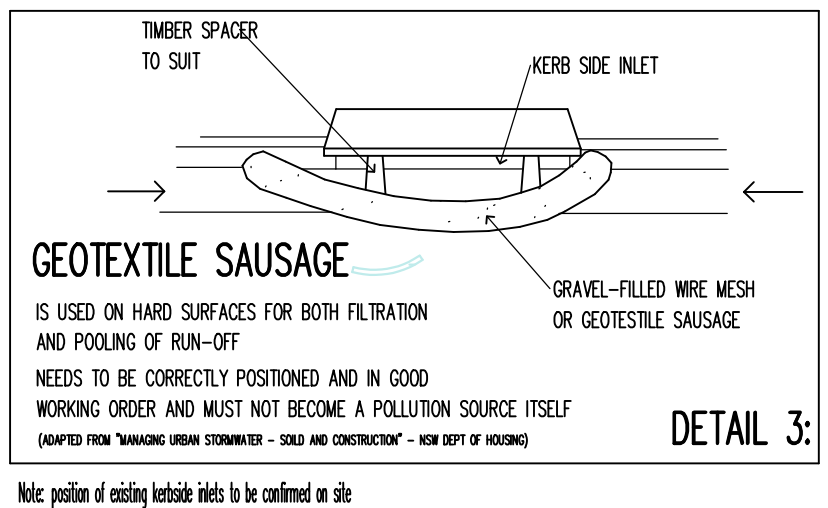 TIMBER SPACER
TO SUIT
KERB SIDE INLET
GEOTEXTILE SAUSAGE
GRAVEL-FILLED WIRE MESH
OR GEOTESTILE SAUSAGE
IS USED ON HARD SURFACES FOR BOTH FILTRATION
AND POOLING OF RUN-OFF
NEEDS TO BE CORRECTLY POSITIONED AND IN GOOD
WORKING ORDER AND MUST NOT BECOME A POLLUTION SOURCE ITSELF
(ADAPTED FROM "MANAGING URBAN STORMWATER - SOILD AND CONSTRUCTION" - NSW DEPT OF HOUSING)
DETAIL 3:
Note: position of existing kerbside inlets to be confirmed on site